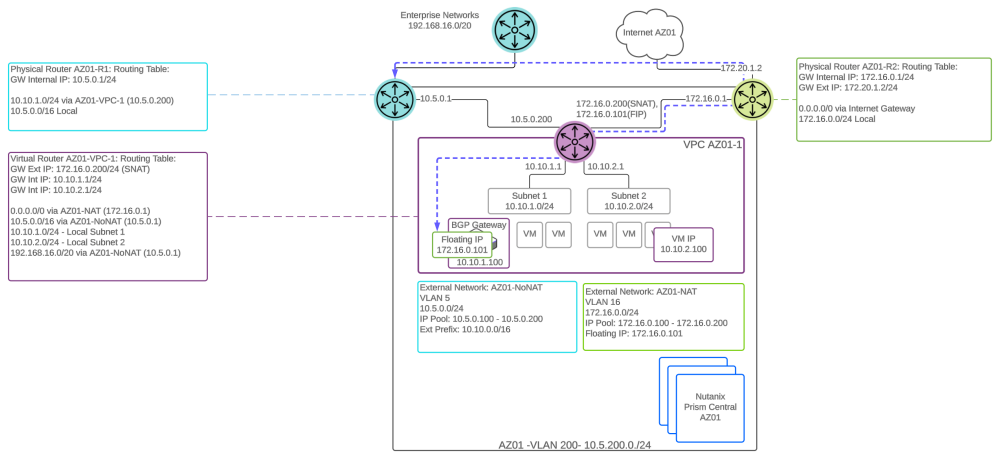 Enterprise Networks
192.168.16.0/20
Internet AZ01
172.20.1.2
Physical Router AZ01-R1: Routing Table:
GW Internal IP: 10.5.0.1/24
10.10.1.0/24 via AZ01-VPC-1 (10.5.0.200)
10.5.0.0/16 Local
Physical Router AZ01-R2: Routing Table:
GW Internal IP: 172.16.0.1/24
GW Ext IP: 172.20.1.2/24
0.0.0.0/0 via Internet Gateway
172.16.0.0/24 Local
10.5.0.1
10.5.0.200
172.16.0.200(SNAT),
172.16.0.101(FIP)
172.16.0.1
Virtual Router AZ01-VPC-1: Routing Table:
GW Ext IP: 172.16.0.200/24 (SNAT)
GW Int IP: 10.10.1.1/24
GW Int IP: 10.10.2.1/24
0.0.0.0/0 via AZ01-NAT (172.16.0.1)
10.5.0.0/16 via AZ01-NoNAT (10.5.0.1)
10.10.1.0/24 - Local Subnet 1
10.10.2.0/24 - Local Subnet 2
192.168.16.0/20 via AZ01-NoNAT (10.5.0.1)
VPC AZ01-1
10.10.1.1
10.10.2.1
Subnet 1
10.10.1.0/24
Subnet 2
10.10.2.0/24
BGP Gateway
Floating IP
172.16.0.101
10.10.1.100
VM
VM
VM
VM
VM IP
10.10.2.100
External Network: AZ01-NoNAT
VLAN 5
10.5.0.0/24
IP Pool: 10.5.0.100 - 10.5.0.200
Ext Prefix: 10.10.0.0/16
External Network: AZ01-NAT
VLAN 16
172.16.0.0/24
IP Pool: 172.16.0.100 - 172.16.0.200
Floating IP: 172.16.0.101
Nutanix
Prism Central
AZ01
AZ01 -VLAN 200- 10.5.200.0./24